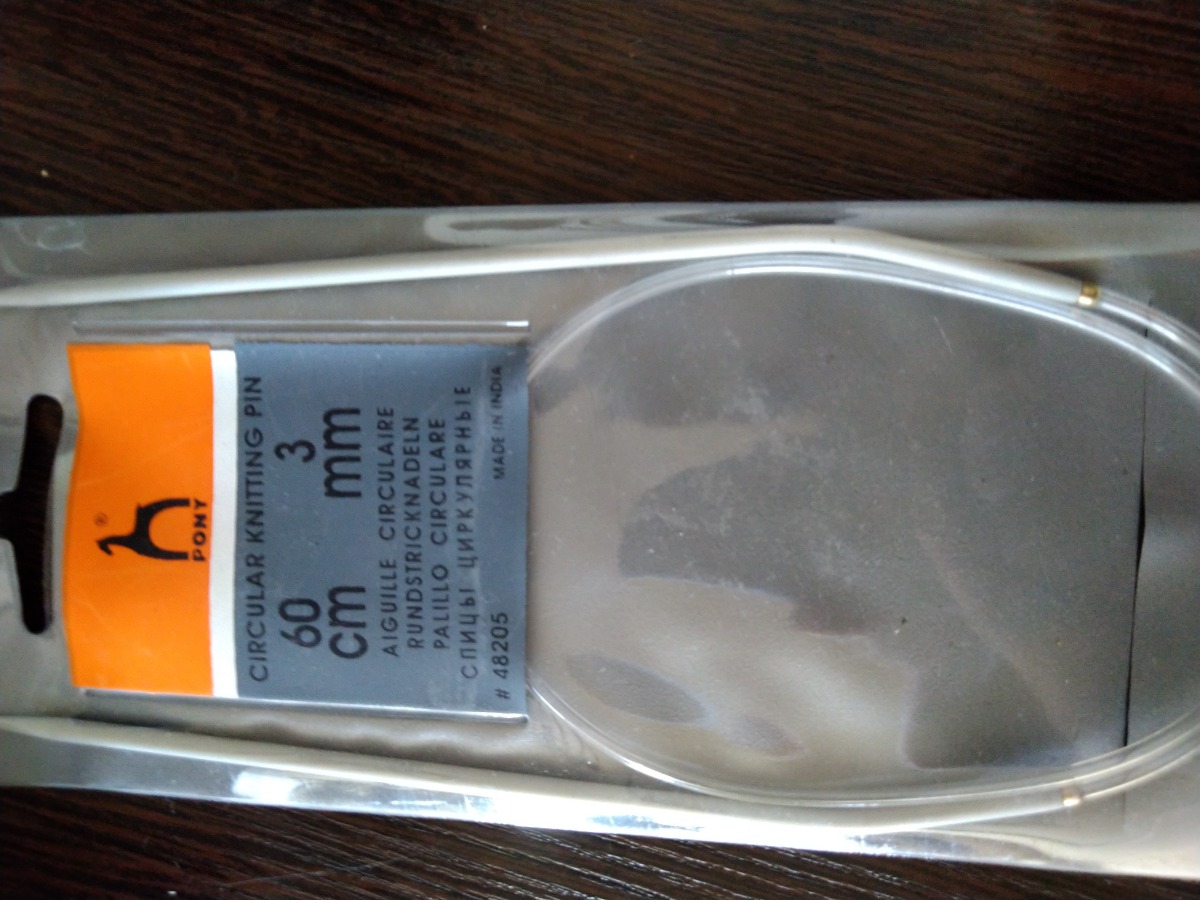 ®
PONY
CIRCULAR KNITTING PIN
60 3
cm mm
AIGUILLE CIRCULAIRE
RUNDSTRICKNADELN
PALILLO CIRCULARE
СПИЦЫ ЦИРКУЛЯРНЫЕ
# 48205 MADE IN INDIA